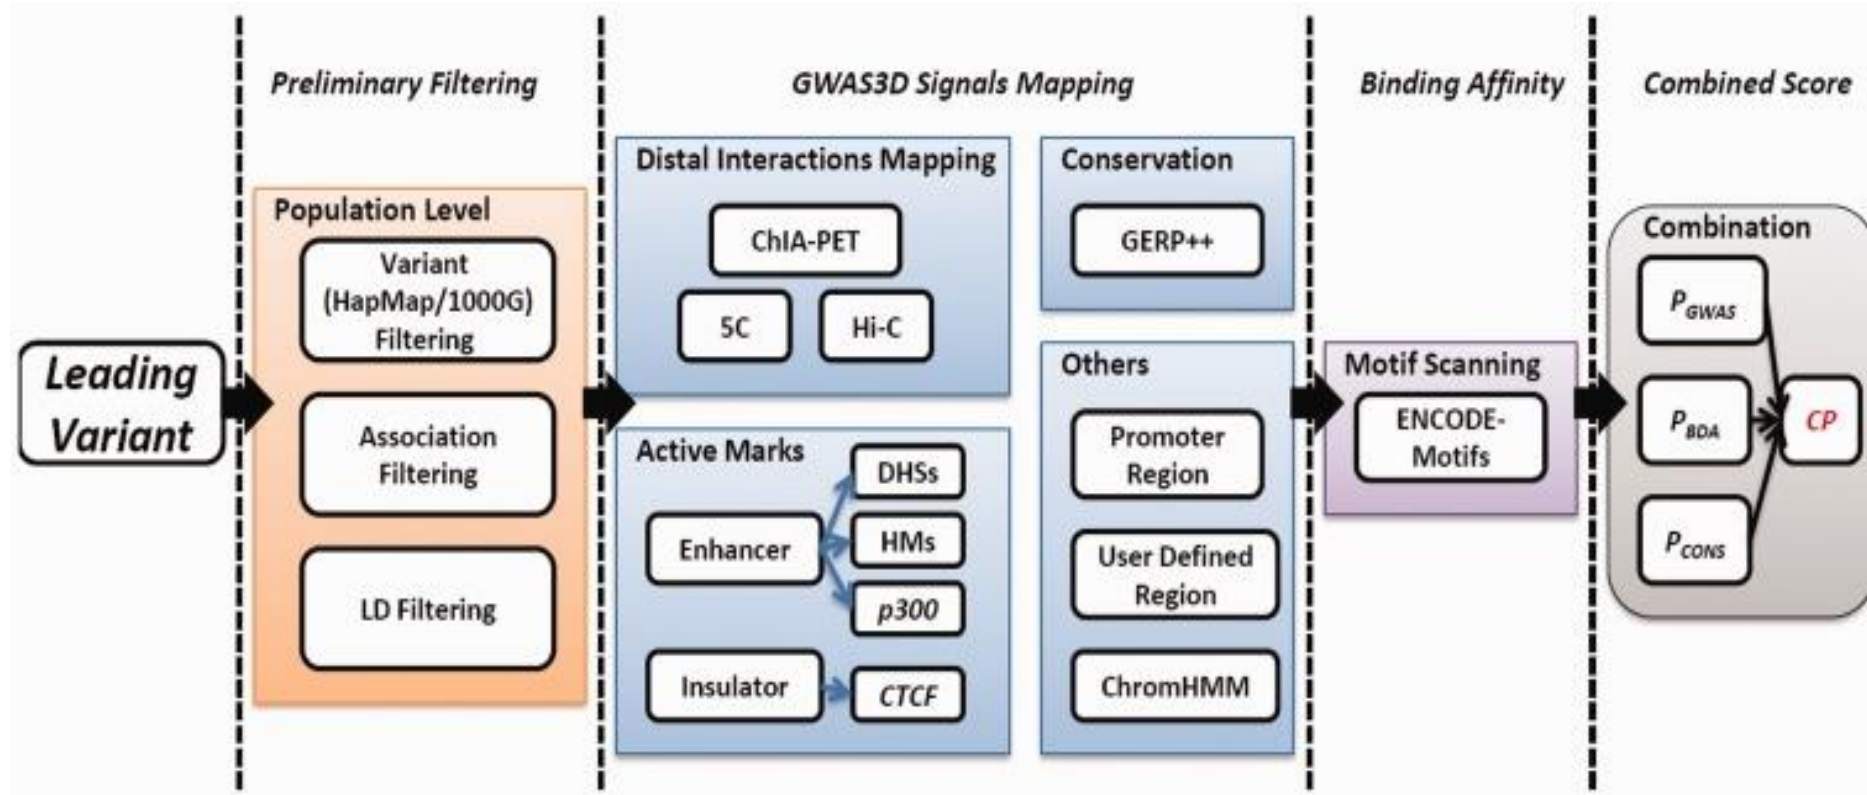 Preliminary Filtering
GWAS3D Signals Mapping
Binding Affinity
Combined Score
Leading
Variant
Population Level
Variant
(HapMap/1000G)
Filtering
Association
Filtering
LD Filtering
Distal Interactions Mapping
ChIA-PET
5C
Hi-C
Active Marks
Enhancer
DHSs
HMs
p300
Insulator
CTCF
Conservation
GERP++
Others
Promoter
Region
User Defined
Region
ChromHMM
Motif Scanning
ENCODE-
Motifs
Combination
PGWAS
PBDA
PCONS
CP